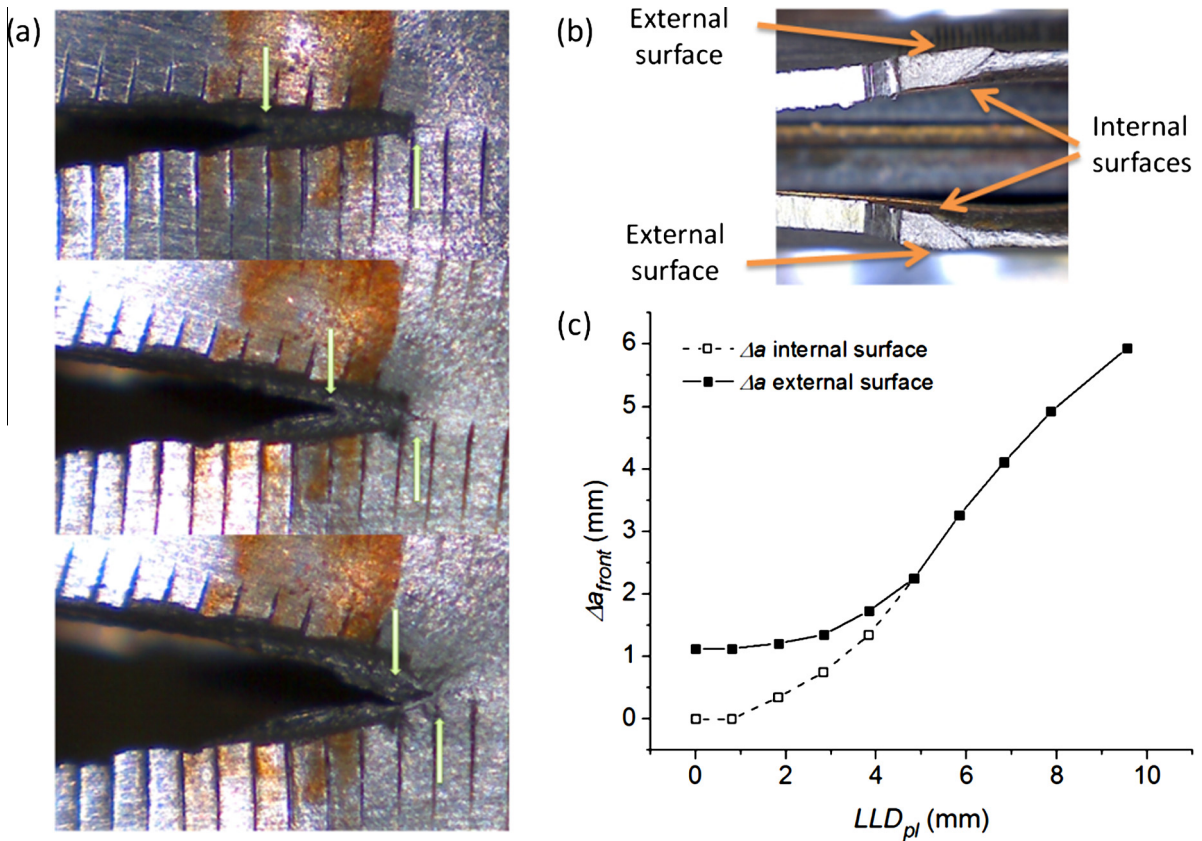 (a)
(b)
External
surface
Internal
surfaces
External
surface
(c)
Δa internal surface
Δa external surface
Δa_front (mm)
6
5
4
3
2
1
0
0 2 4 6 8 10
LLD_pl (mm)